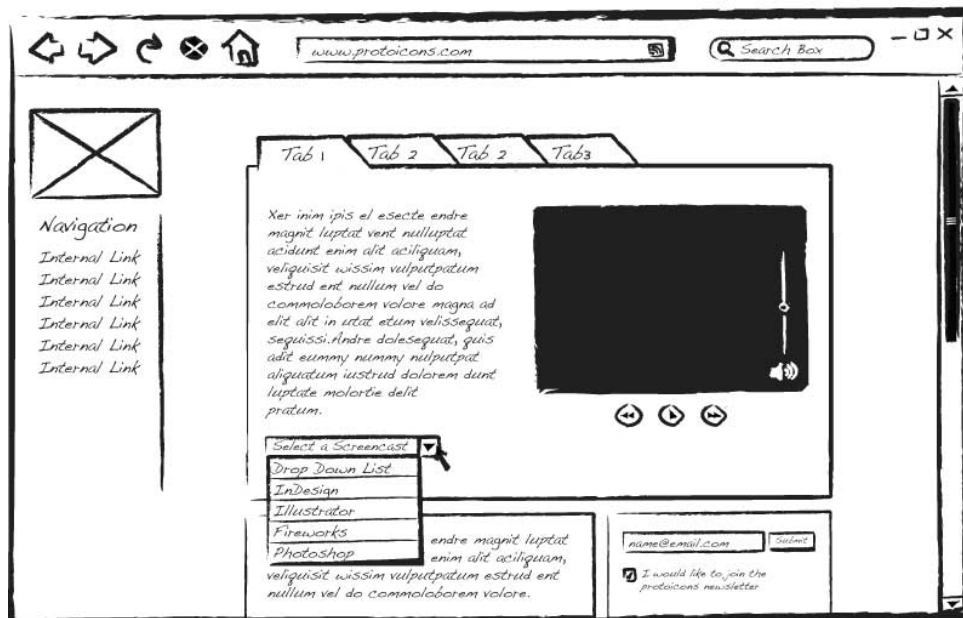 www.protoicons.com
Search Box
Tab 1
Tab 2
Tab 2
Tab3
Navigation
Internal Link
Internal Link
Internal Link
Internal Link
Internal Link
Internal Link
Xer inim ipis el esecte endre
magnit luptat vent nulluptat
acidunt enim alit aciliquam,
veliquisit wissim vulputpatum
estrud ent nullum vel do
commoloborem volore magna ad
elit alit in utat etum velissequat,
sequissi.Andre dolesequat, quis
adit eummy nummy nulputpat
aliquatum iustrud dolorem dunt
luptate molortie delit
pratum.
Select a Screencast
Drop Down List
InDesign
Illustrator
Fireworks
Photoshop
endre magnit luptat
enim alit aciliquam,
veliquisit wissim vulputpatum estrud ent
nullum vel do commoloborem volore.
name@email.com
Submit
I would like to join the
protoicons newsletter